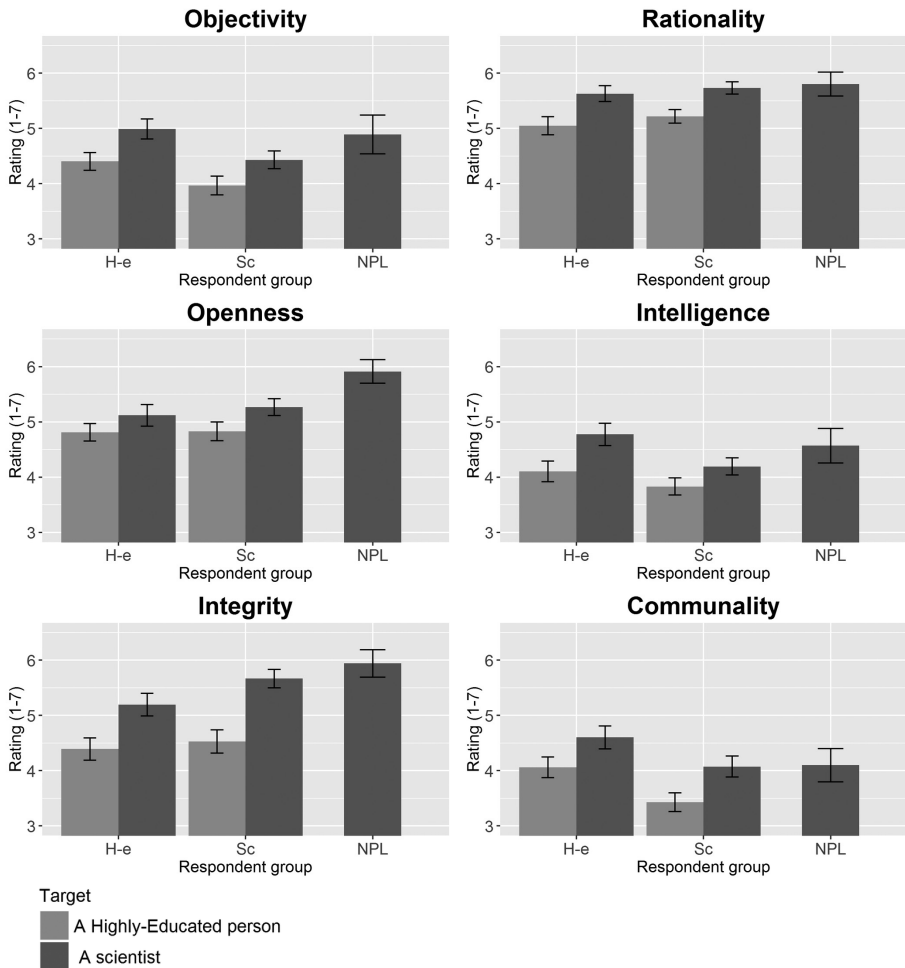 Objectivity
Rating (1-7)
6
5
4
3
H-e Sc NPL
Respondent group
Rationality
Rating (1-7)
6
5
4
3
H-e Sc NPL
Respondent group
Openness
Rating (1-7)
6
5
4
3
H-e Sc NPL
Respondent group
Intelligence
Rating (1-7)
6
5
4
3
H-e Sc NPL
Respondent group
Integrity
Rating (1-7)
6
5
4
3
H-e Sc NPL
Respondent group
Communality
Rating (1-7)
6
5
4
3
H-e Sc NPL
Respondent group
Target
A Highly-Educated person
A scientist